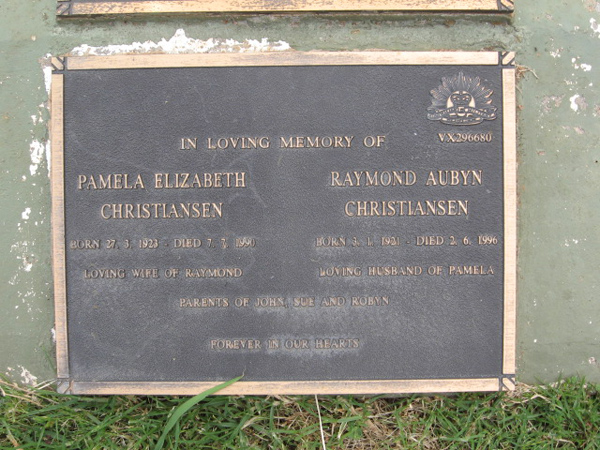 VX296680
IN LOVING MEMORY OF
PAMELA ELIZABETH
CHRISTIANSEN
BORN 27. 3. 1923 - DIED 7. 7. 1990
LOVING WIFE OF RAYMOND
RAYMOND AUBYN
CHRISTIANSEN
BORN 3. 1. 1921 - DIED 2. 6. 1996
LOVING HUSBAND OF PAMELA
PARENTS OF JOHN, SUE AND ROBYN
FOREVER IN OUR HEARTS